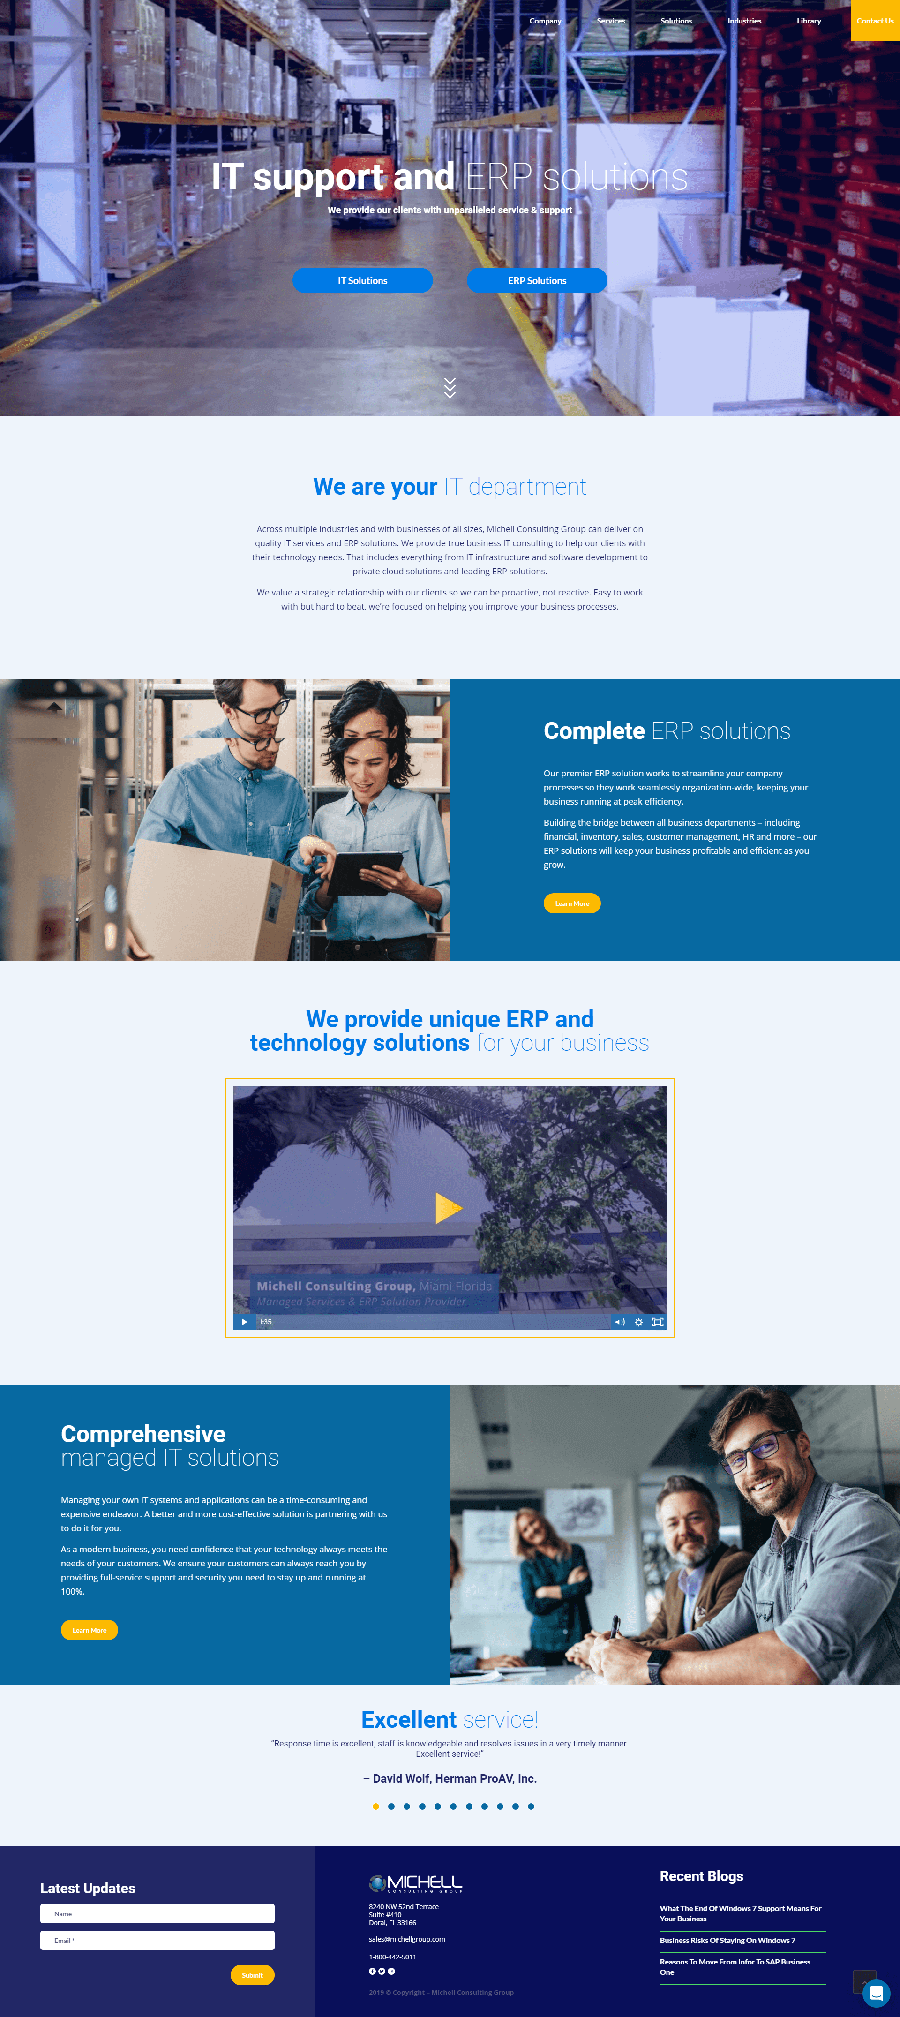 Company Services Solutions Industries Library Contact Us
IT support and ERP solutions
We provide our clients with unparalleled service & support
IT Solutions ERP Solutions
We are your IT department
Across multiple industries and with businesses of all sizes, Michell Consulting Group can deliver on
quality IT services and ERP solutions. We provide true business IT consulting to help our clients with
their technology needs. That includes everything from IT infrastructure and software development to
private cloud solutions and leading ERP solutions.
We value a strategic relationship with our clients so we can be proactive, not reactive. Easy to work
with but hard to beat, we're focused on helping you improve your business processes.
Complete ERP solutions
Our premier ERP solution works to streamline your company
processes so they work seamlessly organization-wide, keeping your
business running at peak efficiency.
Building the bridge between all business departments – including
financial, inventory, sales, customer management, HR and more – our
ERP solutions will keep your business profitable and efficient as you
grow.
Learn More
We provide unique ERP and
technology solutions for your business
Michell Consulting Group, Miami Florida
Managed Services & ERP Solution Provider
1:35
Comprehensive
managed IT solutions
Managing your own IT systems and applications can be a time-consuming and
expensive endeavor. A better and more cost-effective solution is partnering with us
to do it for you.
As a modern business, you need confidence that your technology always meets the
needs of your customers. We ensure your customers can always reach you by
providing full-service support and security you need to stay up and running at
100%.
Learn More
Excellent service!
"Response time is excellent, staff is knowledgeable and resolves issues in a very timely manner.
Excellent service!"
– David Wolf, Herman ProAV, Inc.
Latest Updates
Name
Email *
Submit
MICHELL
CONSULTING GROUP
8240 NW 52nd Terrace
Suite #410
Doral, FL 33166
sales@michellgroup.com
1-800-442-5011
2019 © Copyright - Michell Consulting Group
Recent Blogs
What The End Of Windows 7 Support Means For
Your Business
Business Risks Of Staying On Windows 7
Reasons To Move From Infor To SAP Business
One